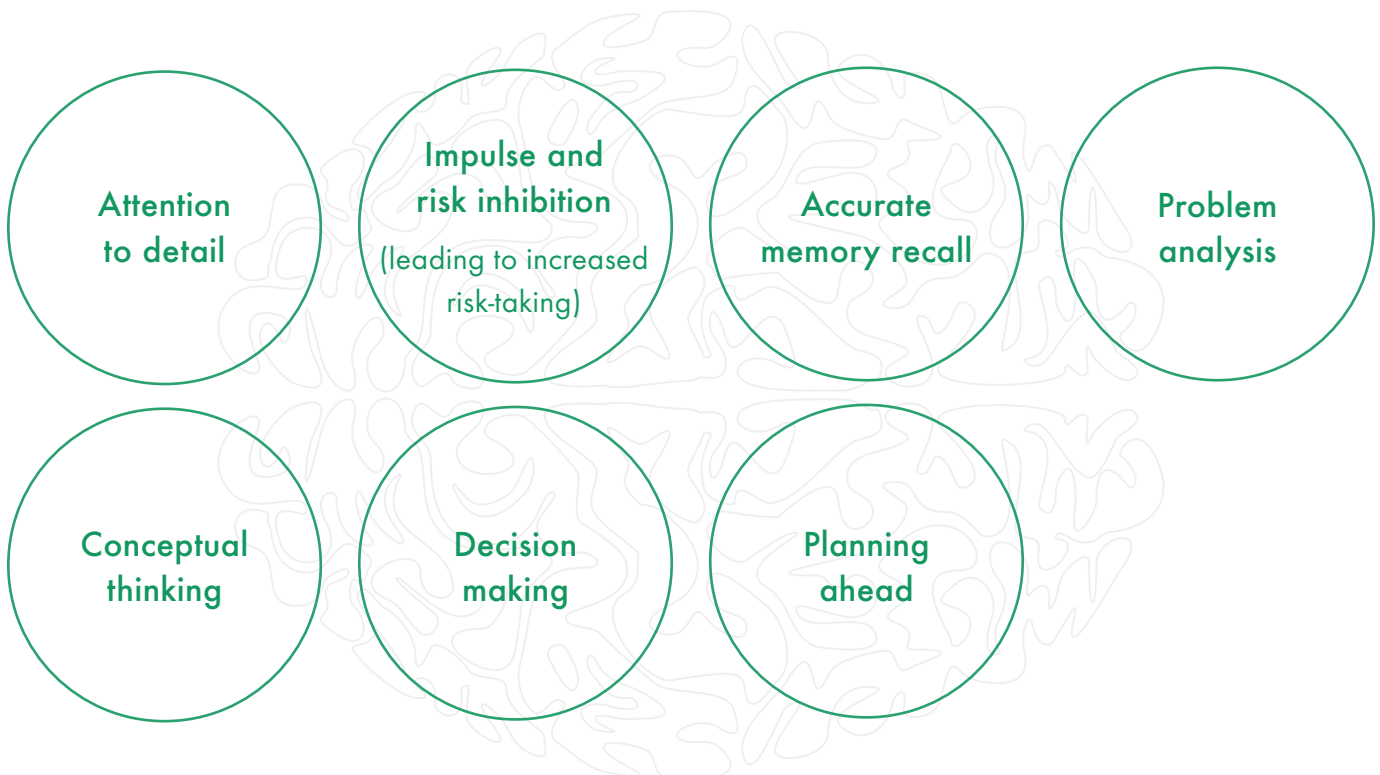 Attention
to detail
Impulse and
risk inhibition
(leading to increased
risk-taking)
Accurate
memory recall
Problem
analysis
Conceptual
thinking
Decision
making
Planning
ahead